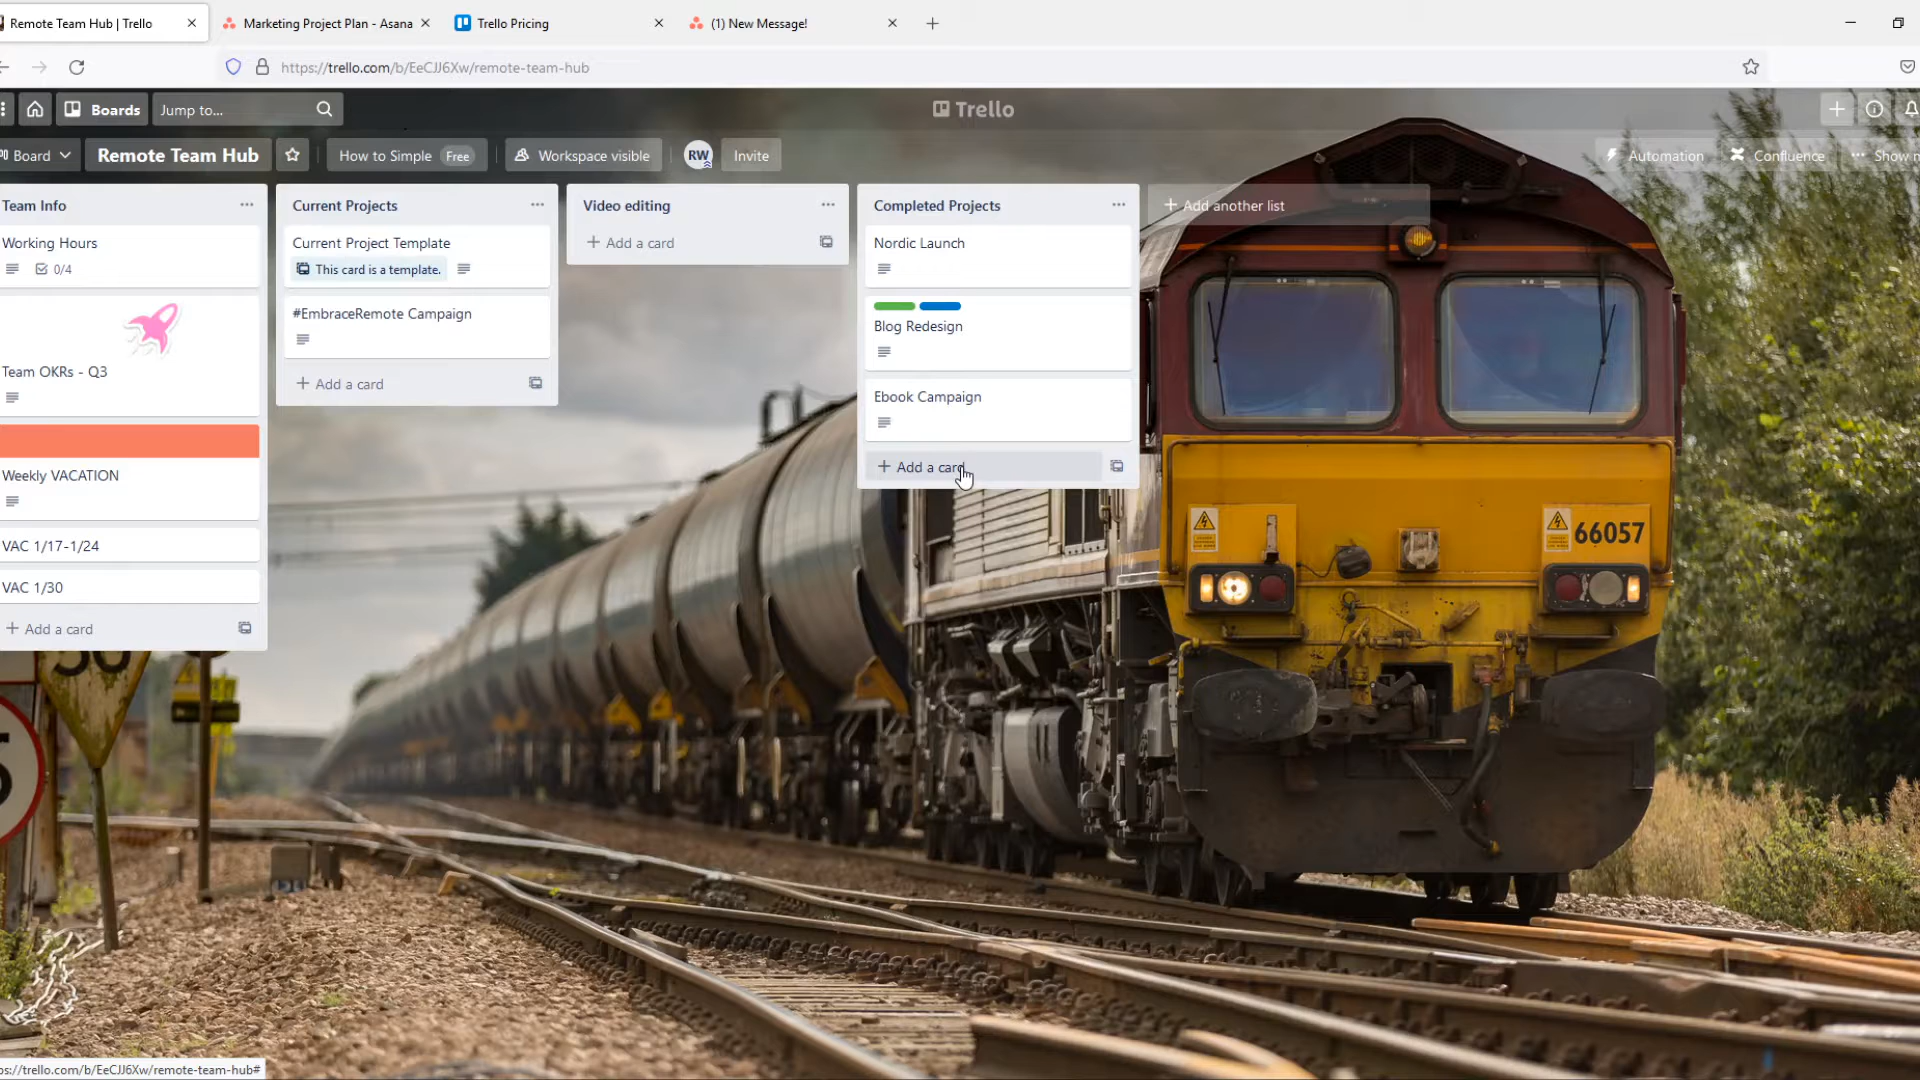 Remote Team Hub | Trello
Marketing Project Plan - Asana
Trello Pricing
(1) New Message!
https://trello.com/b/EeCJJ6Xw/remote-team-hub
Boards
Jump to...
Trello
Board
Remote Team Hub
How to Simple Free
Workspace visible
RW
Invite
Automation
Confluence
Show
Team Info
Working Hours
0/4
Team OKRs - Q3
Weekly VACATION
VAC 1/17-1/24
VAC 1/30
+ Add a card
Current Projects
Current Project Template
This card is a template.
#EmbraceRemote Campaign
+ Add a card
Video editing
+ Add a card
Completed Projects
Nordic Launch
Blog Redesign
Ebook Campaign
+ Add a card
+ Add another list
66057
ps://trello.com/b/EeCJJ6Xw/remote-team-hub#